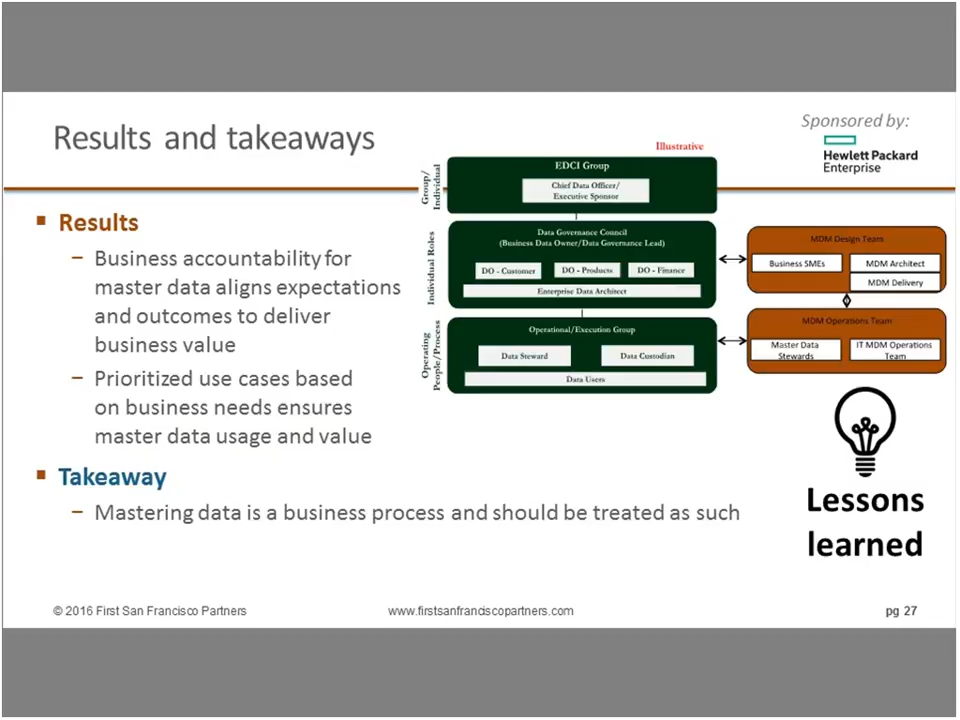 Results and takeaways
Sponsored by:
Hewlett Packard
Enterprise
▪ Results
− Business accountability for
master data aligns expectations
and outcomes to deliver
business value
− Prioritized use cases based
on business needs ensures
master data usage and value
▪ Takeaway
− Mastering data is a business process and should be treated as such
Illustrative
Group/
Individual
EDCI Group
Chief Data Officer/
Executive Sponsor
Individual Roles
Data Governance Council
(Business Data Owner/Data Governance Lead)
DO - Customer
DO - Products
DO - Finance
Enterprise Data Architect
Operating
People/Process
Operational/Execution Group
Data Steward
Data Custodian
Data Users
MDM Design Team
Business SMEs
MDM Architect
MDM Delivery
MDM Operations Team
Master Data
Stewards
IT MDM Operations
Team
Lessons
learned
© 2016 First San Francisco Partners
www.firstsanfranciscopartners.com
pg 27